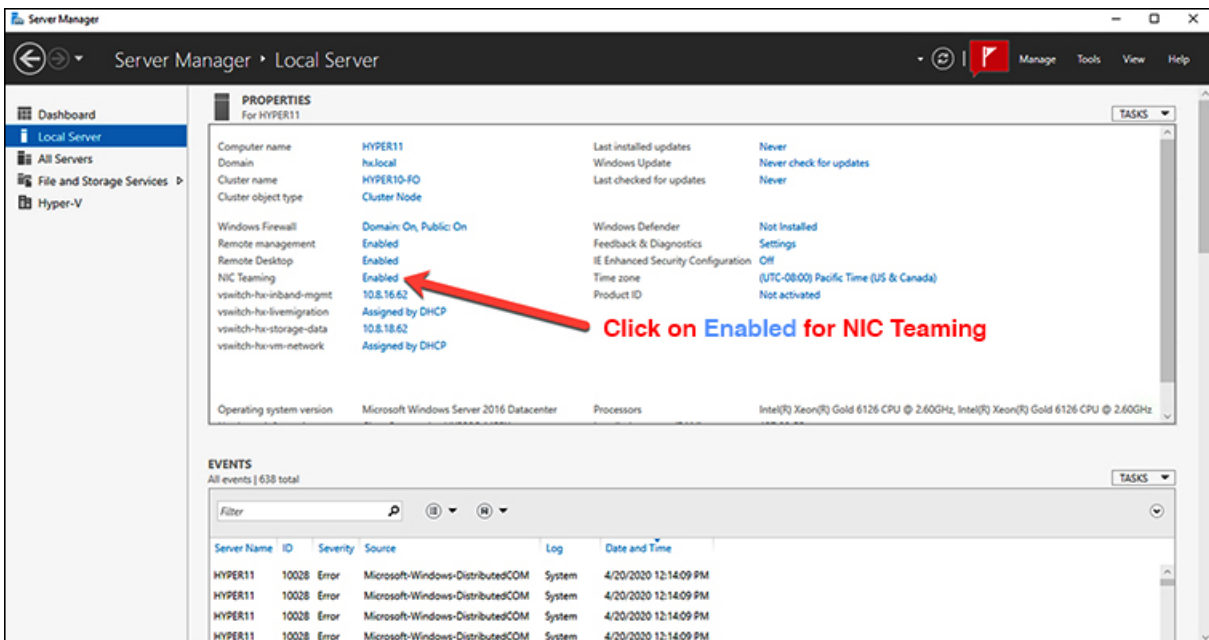 Server Manager
Server Manager ‣ Local Server
Manage Tools View Help
Dashboard
Local Server
All Servers
File and Storage Services
Hyper-V
PROPERTIES
For HYPER11
TASKS
Computer name HYPER11 Last installed updates Never
Domain hx.local Windows Update Never check for updates
Cluster name HYPER10-FO Last checked for updates Never
Cluster object type Cluster Node
Windows Firewall Domain: On, Public: On Windows Defender Not Installed
Remote management Enabled Feedback & Diagnostics Settings
Remote Desktop Enabled IE Enhanced Security Configuration Off
NIC Teaming Enabled Time zone (UTC-08:00) Pacific Time (US & Canada)
vswitch-hx-inband-mgmt 10.8.16.62 Product ID Not activated
vswitch-hx-livemigration Assigned by DHCP
vswitch-hx-storage-data 10.8.18.62
vswitch-hx-vm-network Assigned by DHCP
Click on Enabled for NIC Teaming
Operating system version Microsoft Windows Server 2016 Datacenter Processors Intel(R) Xeon(R) Gold 6126 CPU @ 2.60GHz, Intel(R) Xeon(R) Gold 6126 CPU @ 2.60GHz
EVENTS
All events | 638 total
TASKS
Filter
Server Name ID Severity Source Log Date and Time
HYPER11 10028 Error Microsoft-Windows-DistributedCOM System 4/20/2020 12:14:09 PM
HYPER11 10028 Error Microsoft-Windows-DistributedCOM System 4/20/2020 12:14:09 PM
HYPER11 10028 Error Microsoft-Windows-DistributedCOM System 4/20/2020 12:14:09 PM
HYPER11 10028 Error Microsoft-Windows-DistributedCOM System 4/20/2020 12:14:09 PM